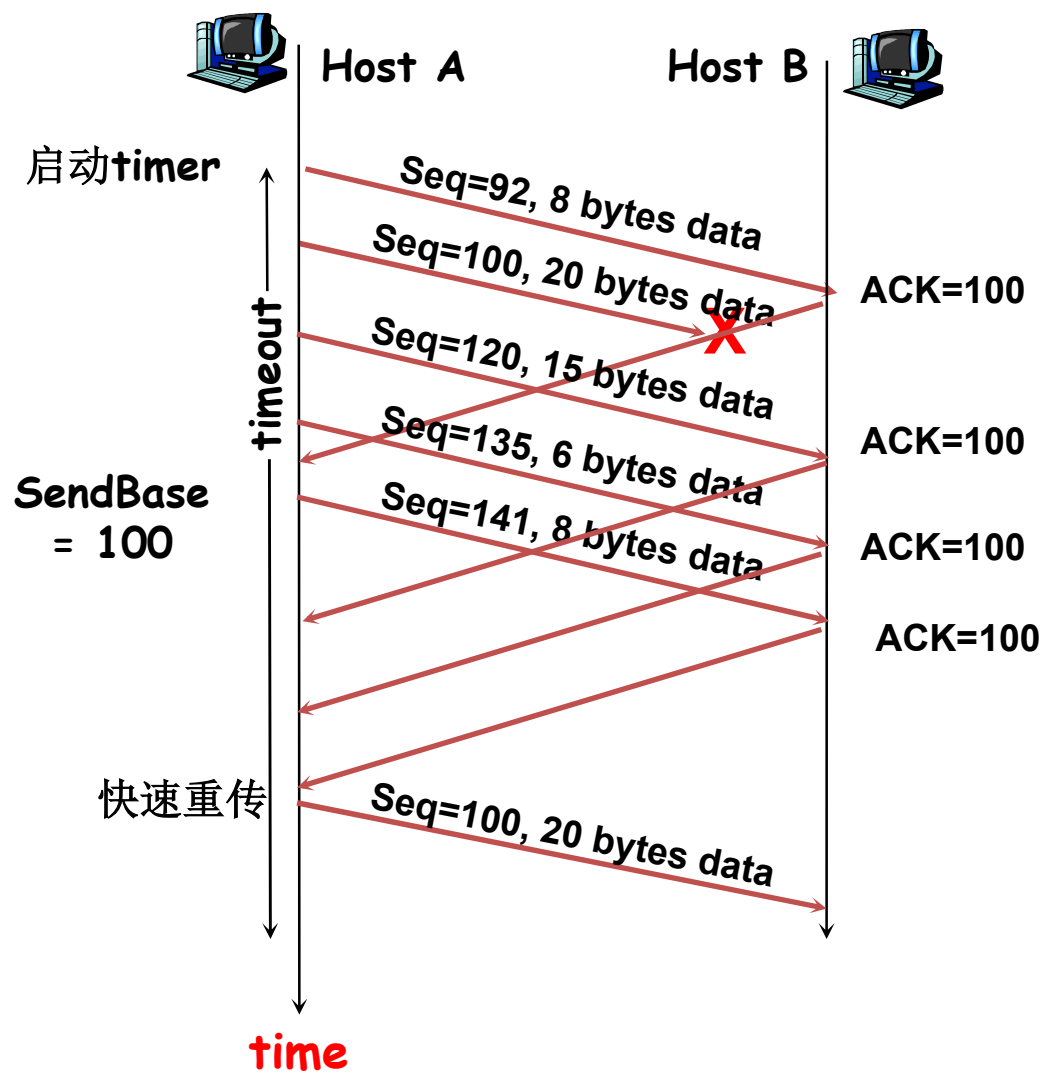 Host A
Host B
启动timer
Seq=92, 8 bytes data
Seq=100, 20 bytes data
X
ACK=100
timeout
Seq=120, 15 bytes data
Seq=135, 6 bytes data
ACK=100
SendBase
= 100
Seq=141, 8 bytes data
ACK=100
ACK=100
快速重传
Seq=100, 20 bytes data
time